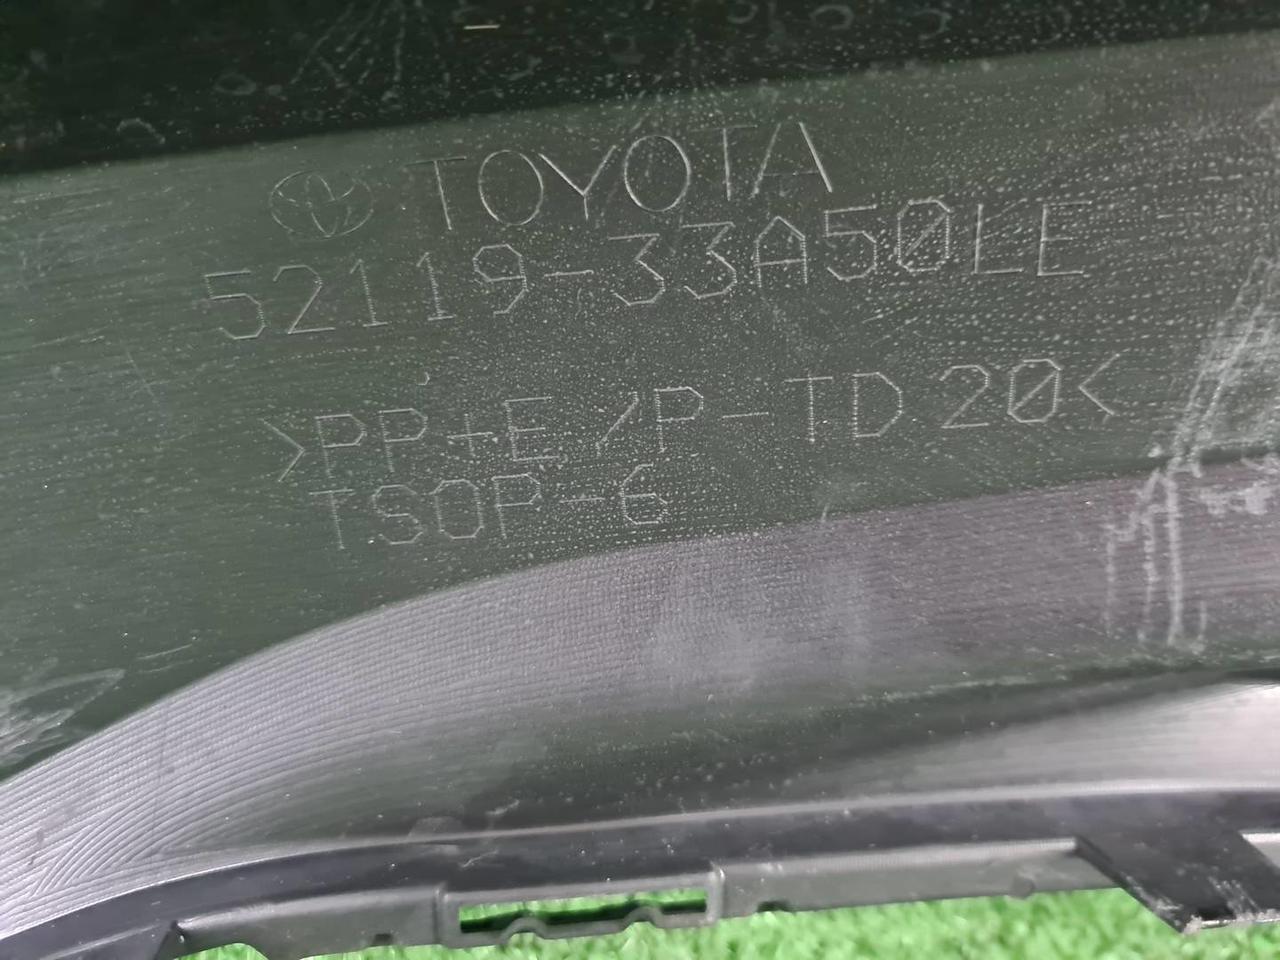 TOYOTA
52119-33A50LE
>PP+E/P-TD20<
TSOP-6